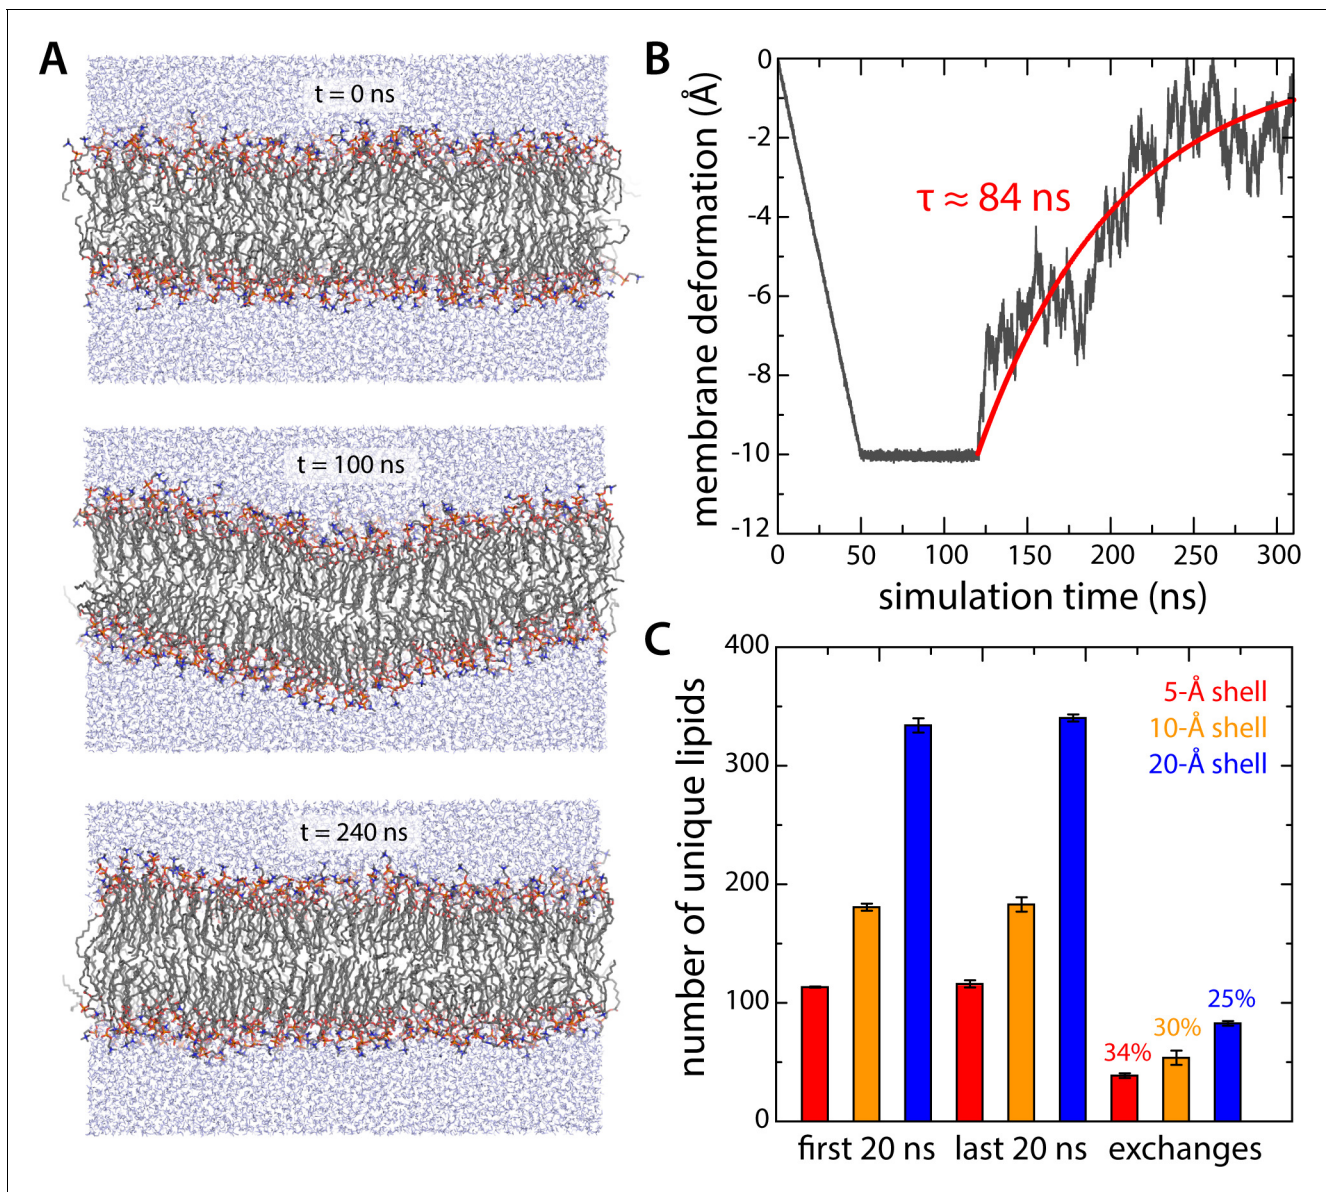 A
t = 0 ns
t = 100 ns
t = 240 ns
B
membrane deformation (Å)
0
-2
-4
-6
-8
-10
-12
τ ≈ 84 ns
0 50 100 150 200 250 300
simulation time (ns)
C
number of unique lipids
400
300
200
100
0
5-Å shell
10-Å shell
20-Å shell
34%
30%
25%
first 20 ns last 20 ns exchanges